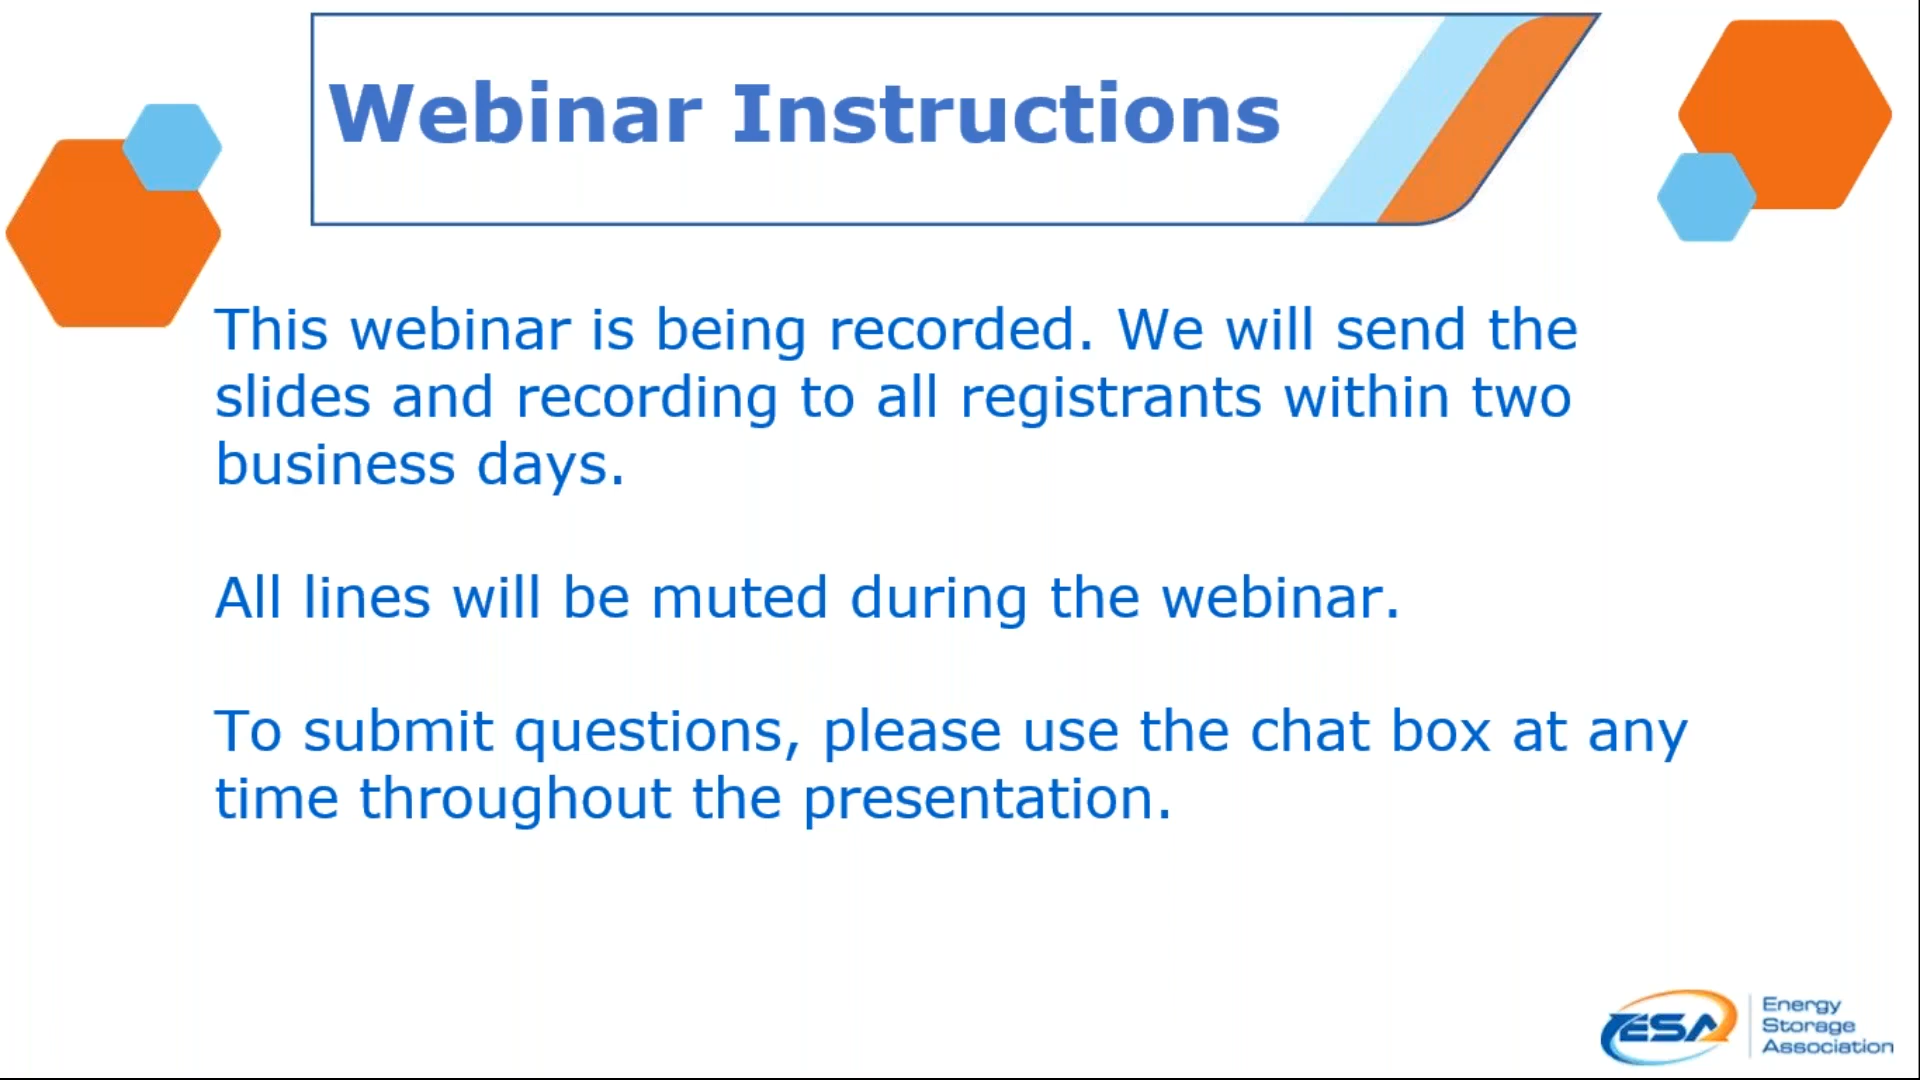 Webinar Instructions
This webinar is being recorded. We will send the
slides and recording to all registrants within two
business days.
All lines will be muted during the webinar.
To submit questions, please use the chat box at any
time throughout the presentation.
ESA
Energy
Storage
Association